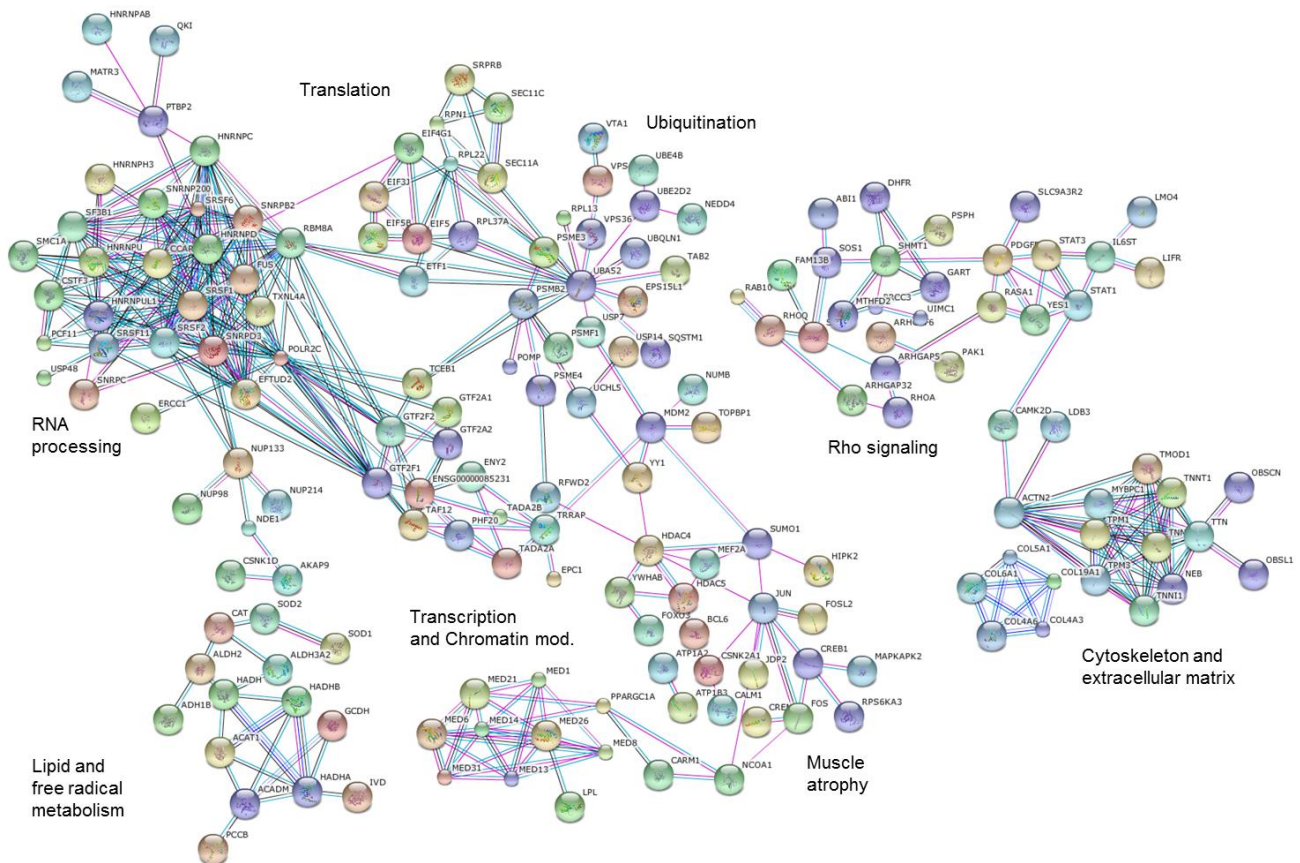 HNRNPAB
QKI
MATR3
PTBP2
HNRNPC
Translation
SRPRB
SEC11C
RPN1
EIF4G1
RPL22
SEC11A
VTA1
Ubiquitination
VPS
UBE4B
UBE2D2
NEDD4
RPL13
VPS36
HNRNPH3
SNRNP200
SRSF6
SF3B1
SNRPB2
SMC1A
HNRNPU
CCAR
HNRNPD
RBM8A
FUS
CSTF3
SRSF1
TXNL4A
HNRNPUL1
PCF11
SRSF11
SRSF2
SNRPD3
POLR2C
USP48
SNRPC
EFTUD2
ERCC1
RNA
processing
EIF3J
EIF5B
EIF5
RPL37A
ETF1
PSME3
UBQLN1
UBA52
TAB2
EPS15L1
PSMB2
USP7
PSMF1
USP14
SQSTM1
POMP
PSME4
UCHL5
TCEB1
GTF2A1
GTF2F2
GTF2A2
NUMB
MDM2
TOPBP1
YY1
ABI1
DHFR
PSPH
SOS1
SHMT1
FAM13B
GART
RAB10
MTHFD2
BRCC3
UIMC1
RHOQ
ARHGAP5
PAK1
ARHGAP32
RHOA
Rho signaling
SLC9A3R2
LMO4
PDGF
STAT3
IL6ST
LIFR
RASA1
YES1
STAT1
NUP133
NUP98
NUP214
NDE1
CSNK1D
AKAP9
GTF2F1
ENSG00000085231
ENY2
TADA2B
RFWD2
TAF12
PHF20
TRRAP
TADA2A
EPC1
SUMO1
HDAC4
MEF2A
HIPK2
YWHAB
HDAC5
JUN
FOXO3
BCL6
FOSL2
ATP1A2
CSNK2A1
JDP2
CREB1
MAPKAPK2
ATP1B3
CALM1
CRE
FOS
RPS6KA3
Transcription
and Chromatin mod.
Muscle
atrophy
CAMK2D
LDB3
TMOD1
TNNT1
OBSCN
ACTN2
MYBPC1
TTN
TPM1
TNN
COL5A1
COL19A1
TPM3
NEB
OBSL1
COL6A1
TNNI1
COL4A6
COL4A3
Cytoskeleton and
extracellular matrix
SOD2
CAT
SOD1
ALDH2
ALDH3A2
HADH
HADHB
ADH1B
GCDH
ACAT1
HADHA
ACADM
IVD
PCCB
Lipid and
free radical
metabolism
MED1
MED21
PPARGC1A
MED6
MED14
MED26
MED8
MED31
MED13
CARM1
NCOA1
LPL